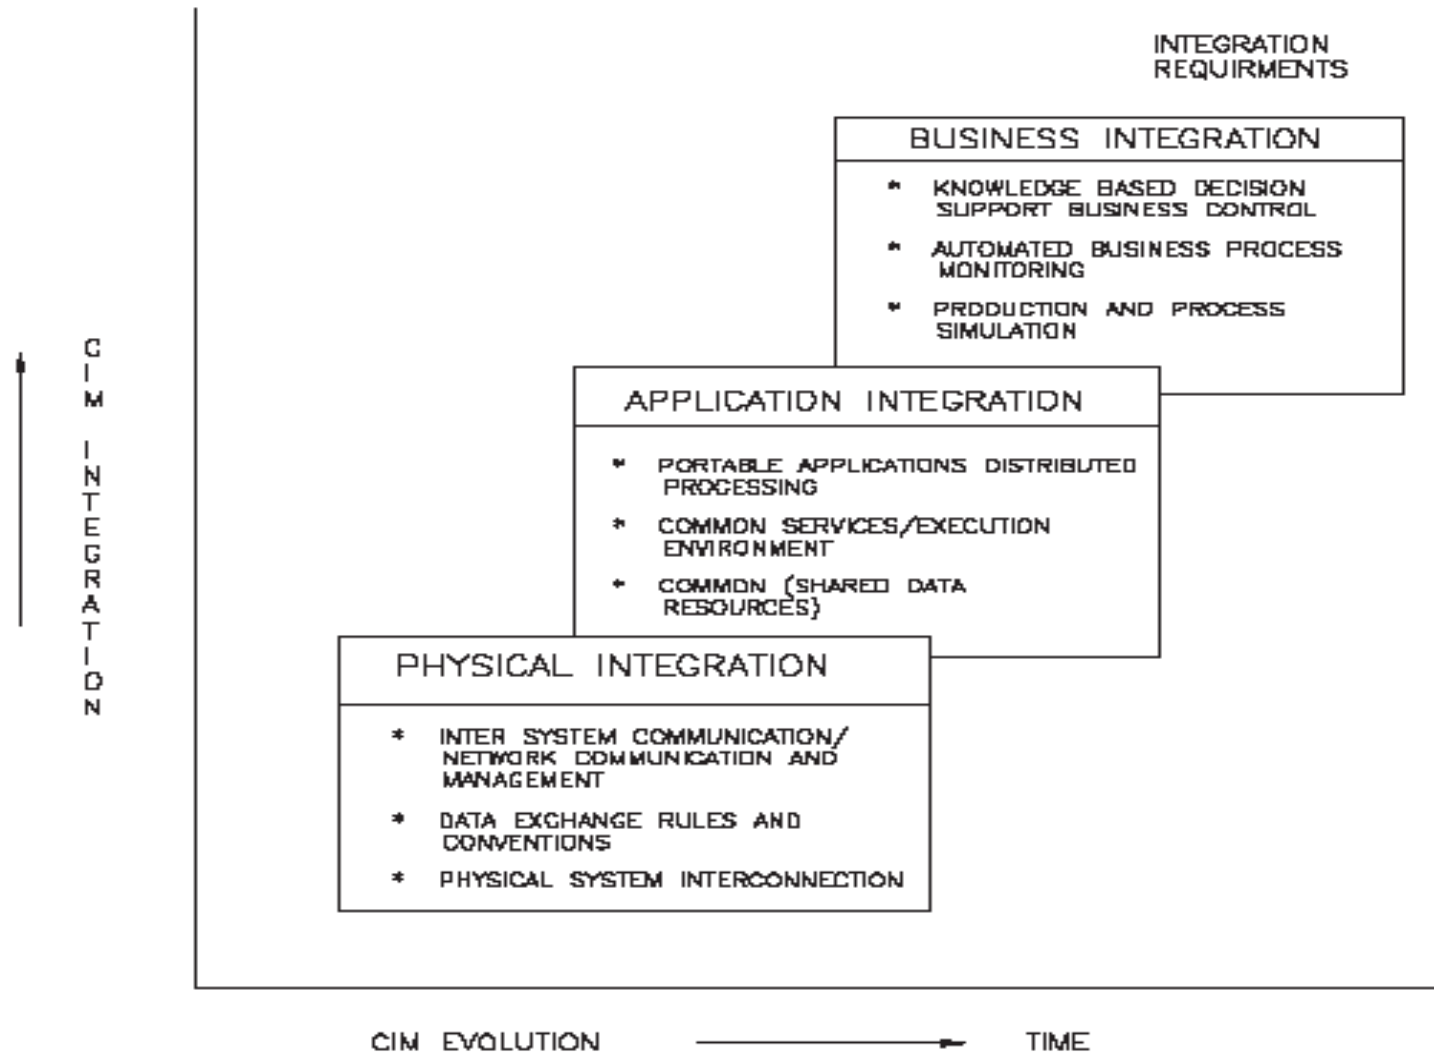 INTEGRATION
REQUIRMENTS
BUSINESS INTEGRATION
* KNOWLEDGE BASED DECISION
SUPPORT BUSINESS CONTROL
* AUTOMATED BUSINESS PROCESS
MONITORING
* PRODUCTION AND PROCESS
SIMULATION
CIM INTEGRATION
APPLICATION INTEGRATION
* PORTABLE APPLICATIONS DISTRIBUTED
PROCESSING
* COMMON SERVICES/EXECUTION
ENVIRONMENT
* COMMON (SHARED DATA
RESOURCES)
PHYSICAL INTEGRATION
* INTER SYSTEM COMMUNICATION/
NETWORK COMMUNICATION AND
MANAGEMENT
* DATA EXCHANGE RULES AND
CONVENTIONS
* PHYSICAL SYSTEM INTERCONNECTION
CIM EVOLUTION TIME